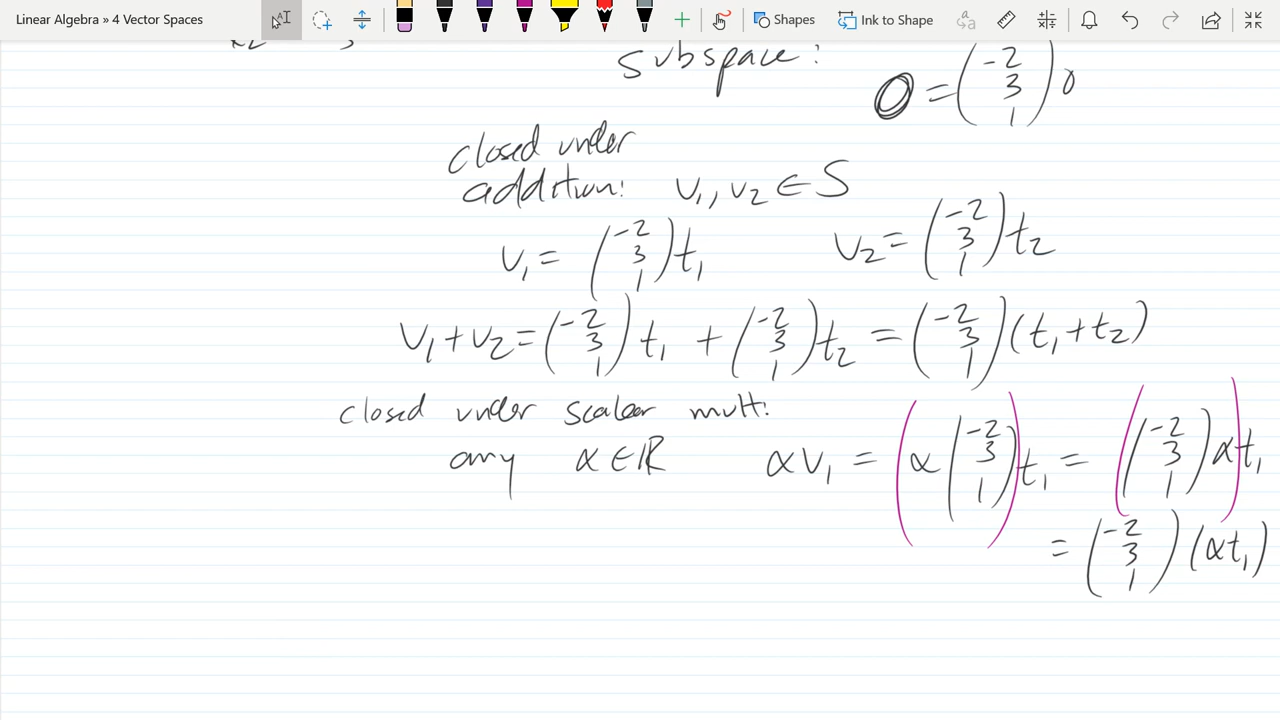 Linear Algebra » 4 Vector Spaces
Shapes
Ink to Shape
subspace:
0 = (-2 3 1) 0
closed under
addition: v₁, v₂ ∈ S
v₁ = (-2 3 1) t₁ v₂ = (-2 3 1) t₂
v₁ + v₂ = (-2 3 1) t₁ + (-2 3 1) t₂ = (-2 3 1) (t₁ + t₂)
closed under scalar mult:
any α ∈ ℝ αv₁ = (α (-2 3 1)) t₁ = ((-2 3 1) α) t₁
= (-2 3 1) (αt₁)